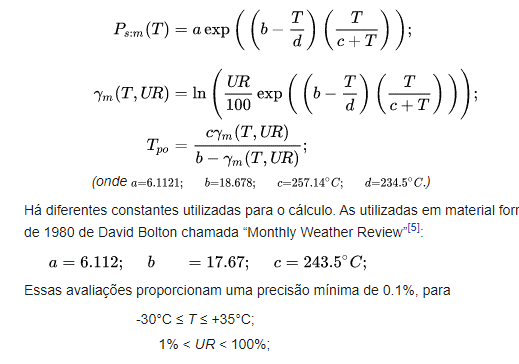 P_{s:m}(T) = a exp((b − T/d)(T/(c + T)));
γ_m(T, UR) = ln(UR/100 exp((b − T/d)(T/(c + T))));
T_{po} = cγ_m(T, UR)/(b − γ_m(T, UR));
(onde a=6.1121; b=18.678; c=257.14°C; d=234.5°C.)
Há diferentes constantes utilizadas para o cálculo. As utilizadas em material for
de 1980 de David Bolton chamada “Monthly Weather Review”[5]:
a = 6.112; b = 17.67; c = 243.5°C;
Essas avaliações proporcionam uma precisão mínima de 0.1%, para
-30°C ≤ T ≤ +35°C;
1% < UR < 100%;